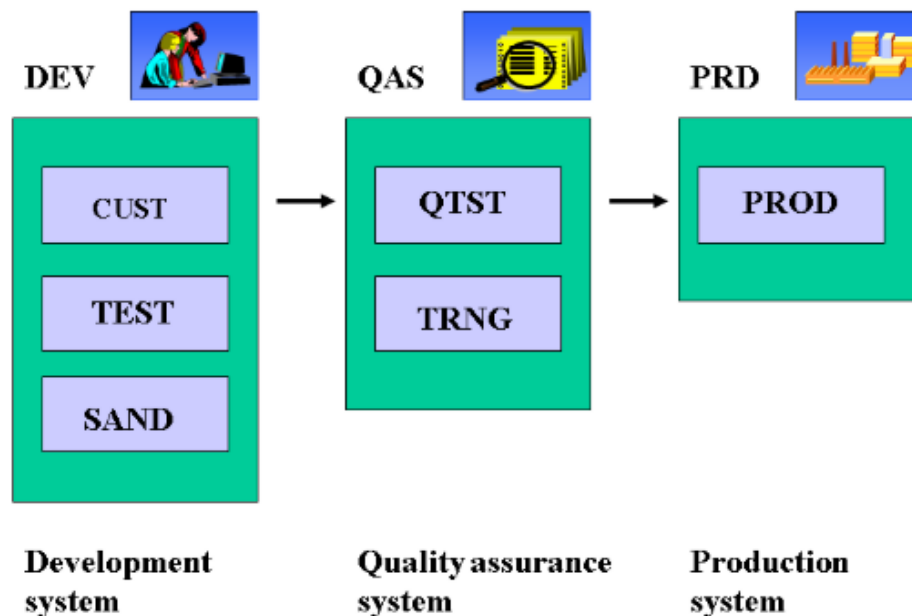 DEV
QAS
PRD
CUST
TEST
SAND
QTST
TRNG
PROD
Development
system
Quality assurance
system
Production
system